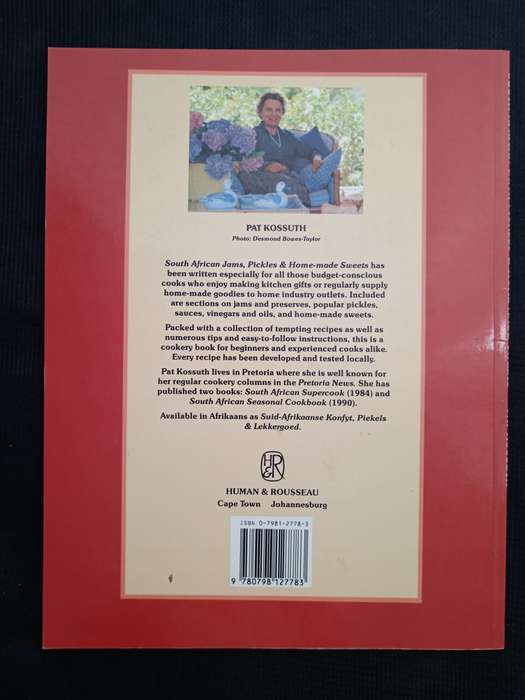 PAT KOSSUTH
Photo: Desmond Bowes-Taylor
South African Jams, Pickles & Home-made Sweets has
been written especially for all those budget-conscious
cooks who enjoy making kitchen gifts or regularly supply
home-made goodies to home industry outlets. Included
are sections on jams and preserves, popular pickles,
sauces, vinegars and oils, and home-made sweets.
Packed with a collection of tempting recipes as well as
numerous tips and easy-to-follow instructions, this is a
cookery book for beginners and experienced cooks alike.
Every recipe has been developed and tested locally.
Pat Kossuth lives in Pretoria where she is well known for
her regular cookery columns in the Pretoria News. She has
published two books: South African Supercook (1984) and
South African Seasonal Cookbook (1990).
Available in Afrikaans as Suid-Afrikaanse Konfyt, Piekels
& Lekkergoed.
H&R
HUMAN & ROUSSEAU
Cape Town Johannesburg
ISBN 0-7981-2778-3
9 780798 127783